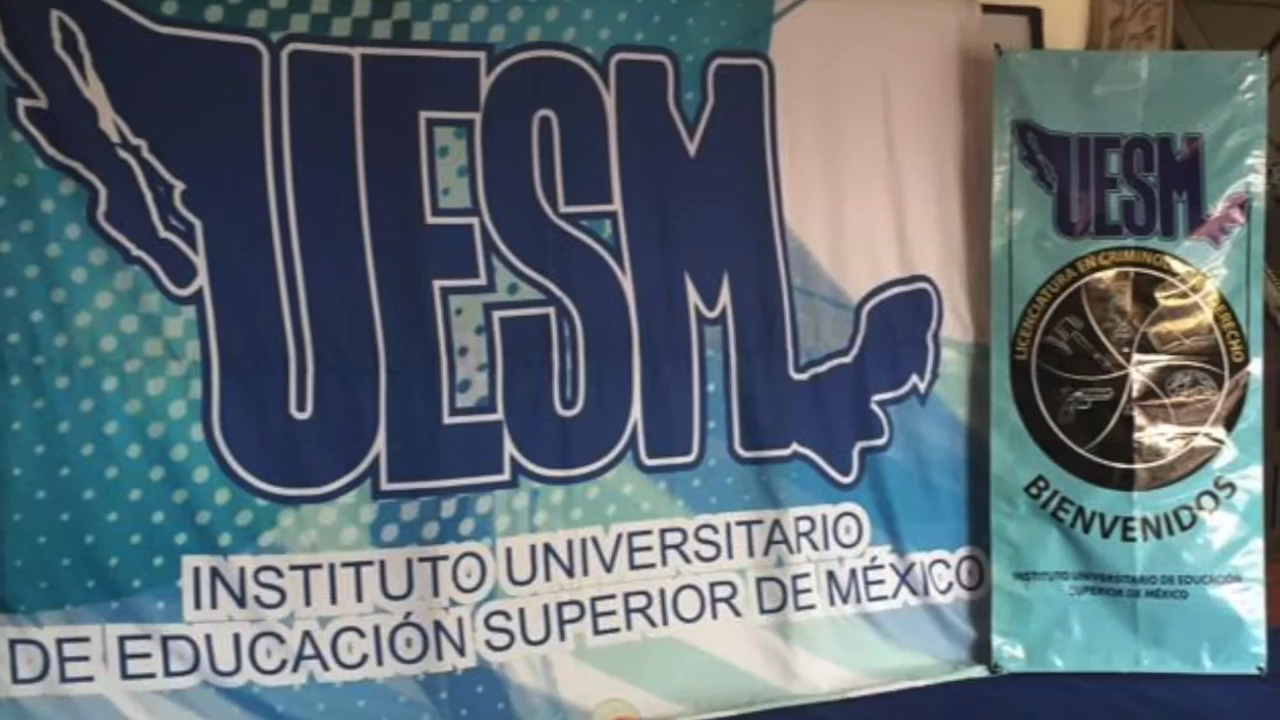 UESM
INSTITUTO UNIVERSITARIO
DE EDUCACIÓN SUPERIOR DE MÉXICO
UESM
LICENCIATURA EN DERECHO
BIENVENIDOS
INSTITUTO UNIVERSITARIO DE EDUCACIÓN
SUPERIOR DE MÉXICO